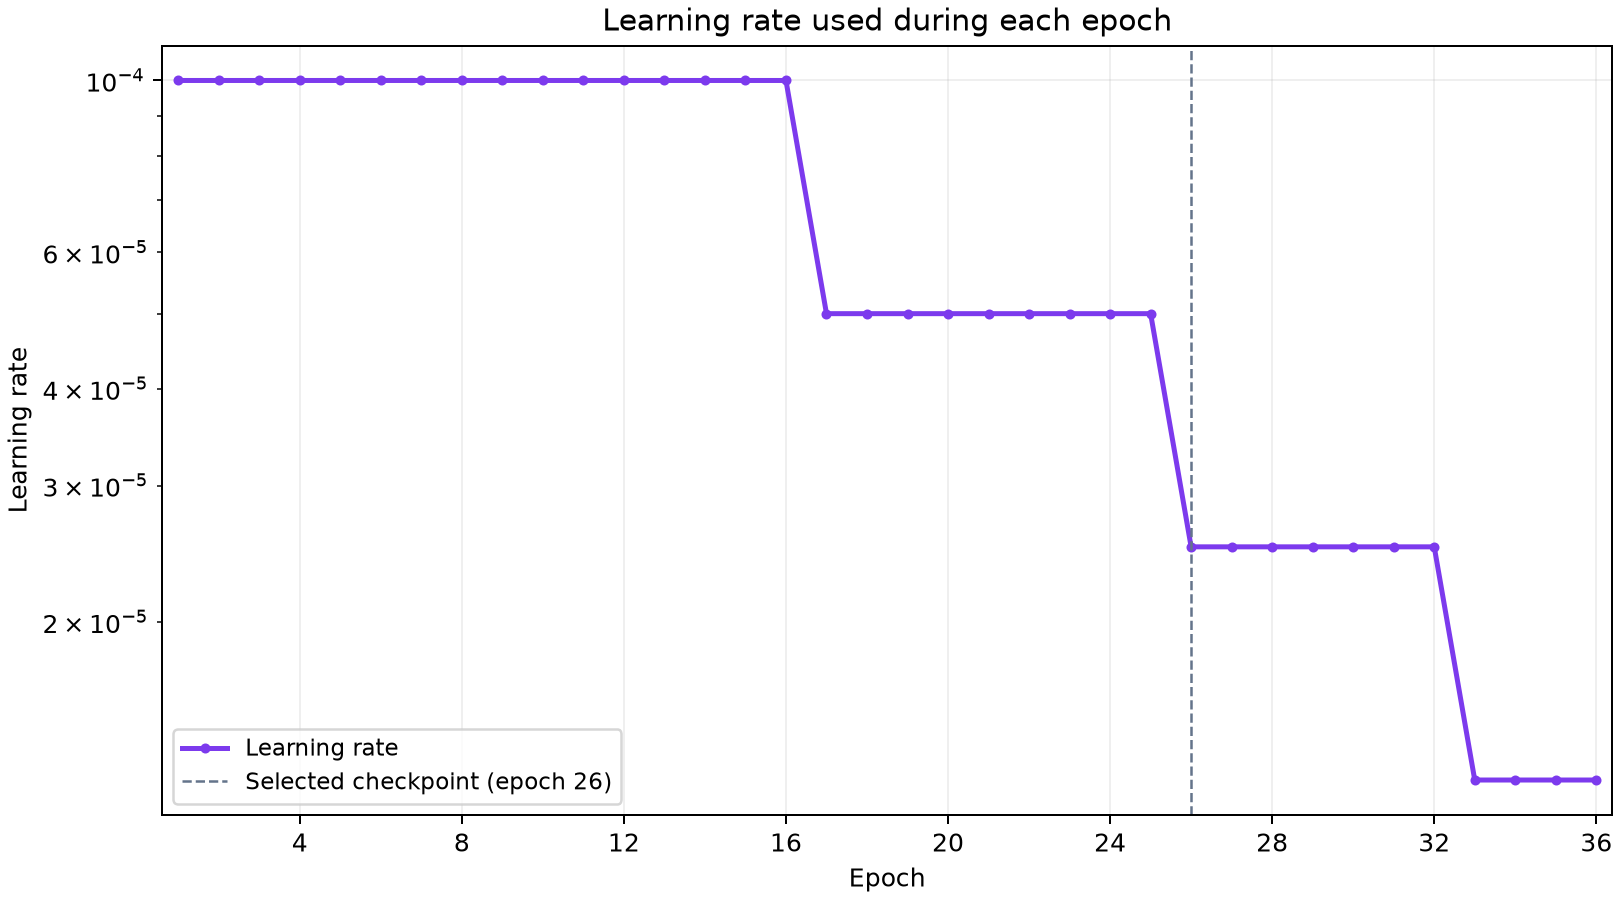 Learning rate used during each epoch
Learning rate
10⁻⁴
6 × 10⁻⁵
4 × 10⁻⁵
3 × 10⁻⁵
2 × 10⁻⁵
Learning rate
Selected checkpoint (epoch 26)
4 8 12 16 20 24 28 32 36
Epoch